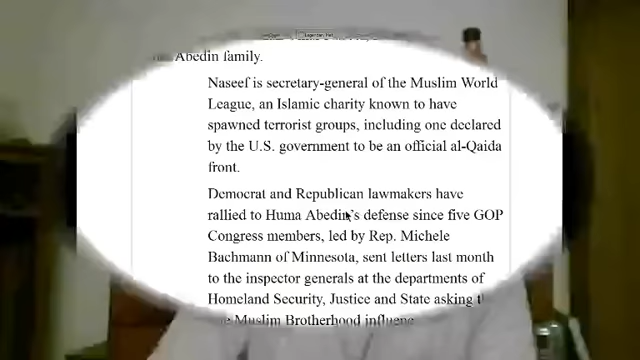 Abedin family.
Naseef is secretary-general of the Muslim World
League, an Islamic charity known to have
spawned terrorist groups, including one declared
by the U.S. government to be an official al-Qaida
front.
Democrat and Republican lawmakers have
rallied to Huma Abedin's defense since five GOP
Congress members, led by Rep. Michele
Bachmann of Minnesota, sent letters last month
to the inspector generals at the departments of
Homeland Security, Justice and State asking
Muslim Brotherhood